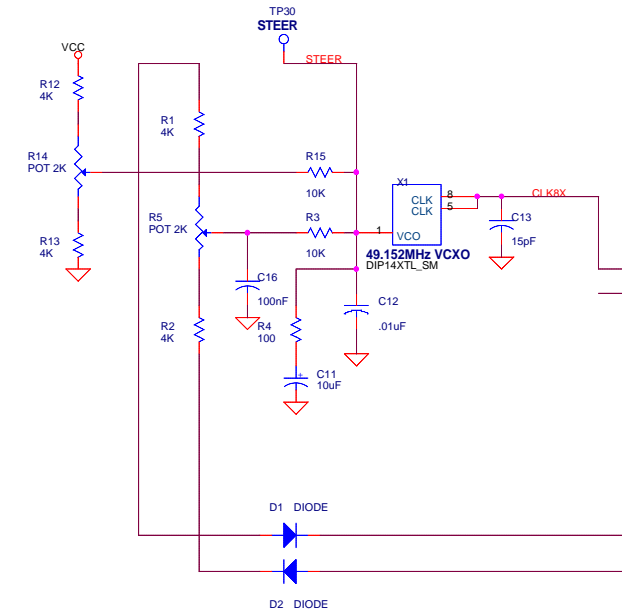 TP30
STEER
STEER
VCC
R12
4K
R1
4K
R14
POT 2K
R15
10K
X1
CLK
CLK
8
5
CLK8X
R5
POT 2K
R3
10K
1
VCO
C13
15pF
R13
4K
49.152MHz VCXO
DIP14XTL_SM
C16
100nF
C12
.01uF
R2
4K
R4
100
+
C11
10uF
D1 DIODE
D2 DIODE